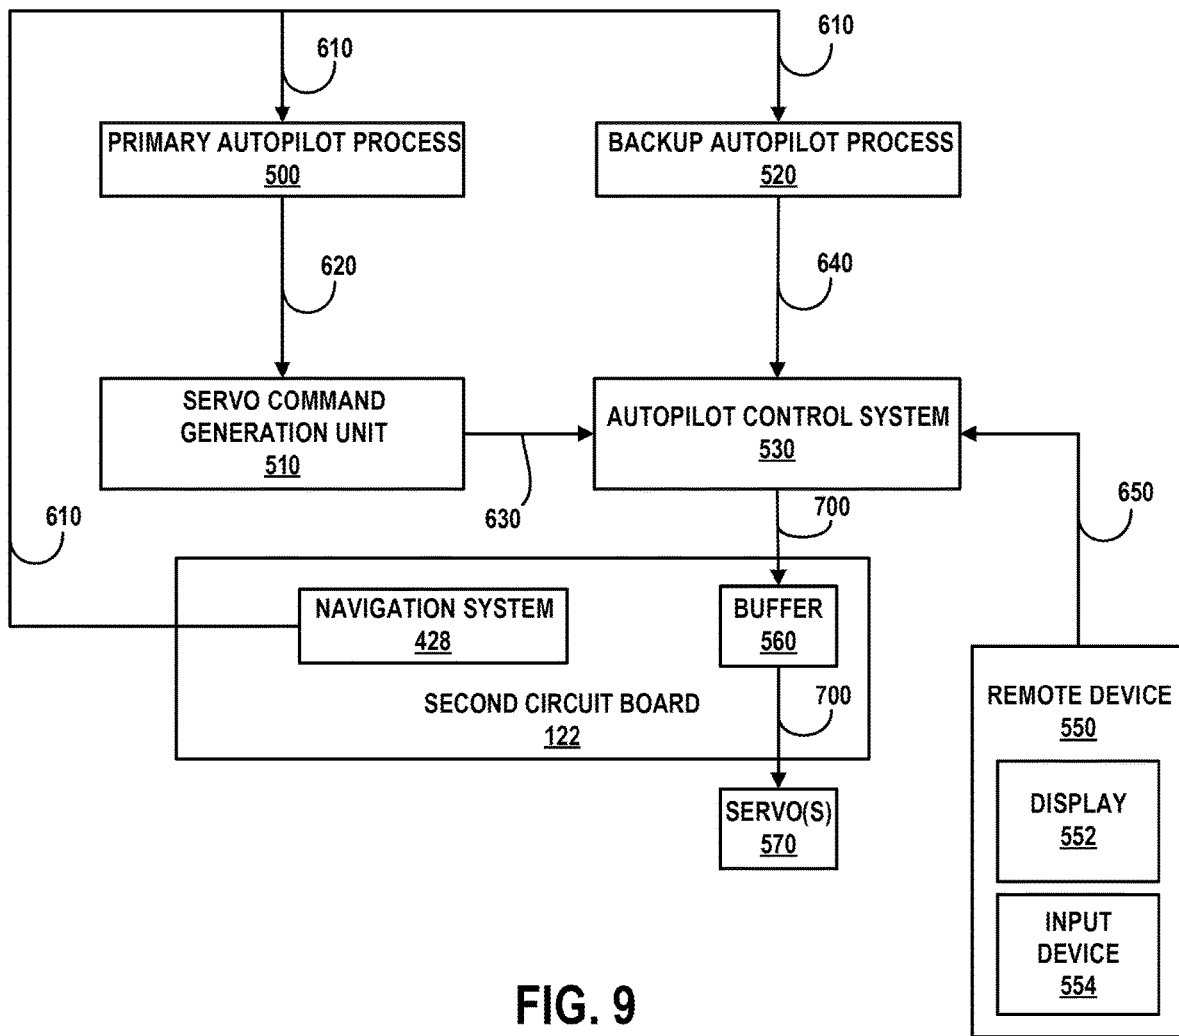 610
610
PRIMARY AUTOPILOT PROCESS
500
BACKUP AUTOPILOT PROCESS
520
620
640
SERVO COMMAND
GENERATION UNIT
510
AUTOPILOT CONTROL SYSTEM
530
630
610
700
650
NAVIGATION SYSTEM
428
BUFFER
560
SECOND CIRCUIT BOARD
122
700
SERVO(S)
570
REMOTE DEVICE
550
DISPLAY
552
INPUT
DEVICE
554
FIG. 9